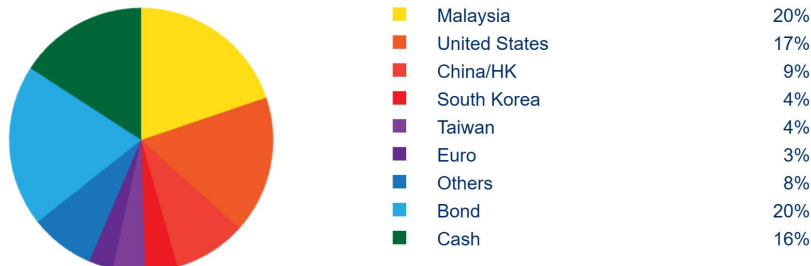 Malaysia 20%
United States 17%
China/HK 9%
South Korea 4%
Taiwan 4%
Euro 3%
Others 8%
Bond 20%
Cash 16%